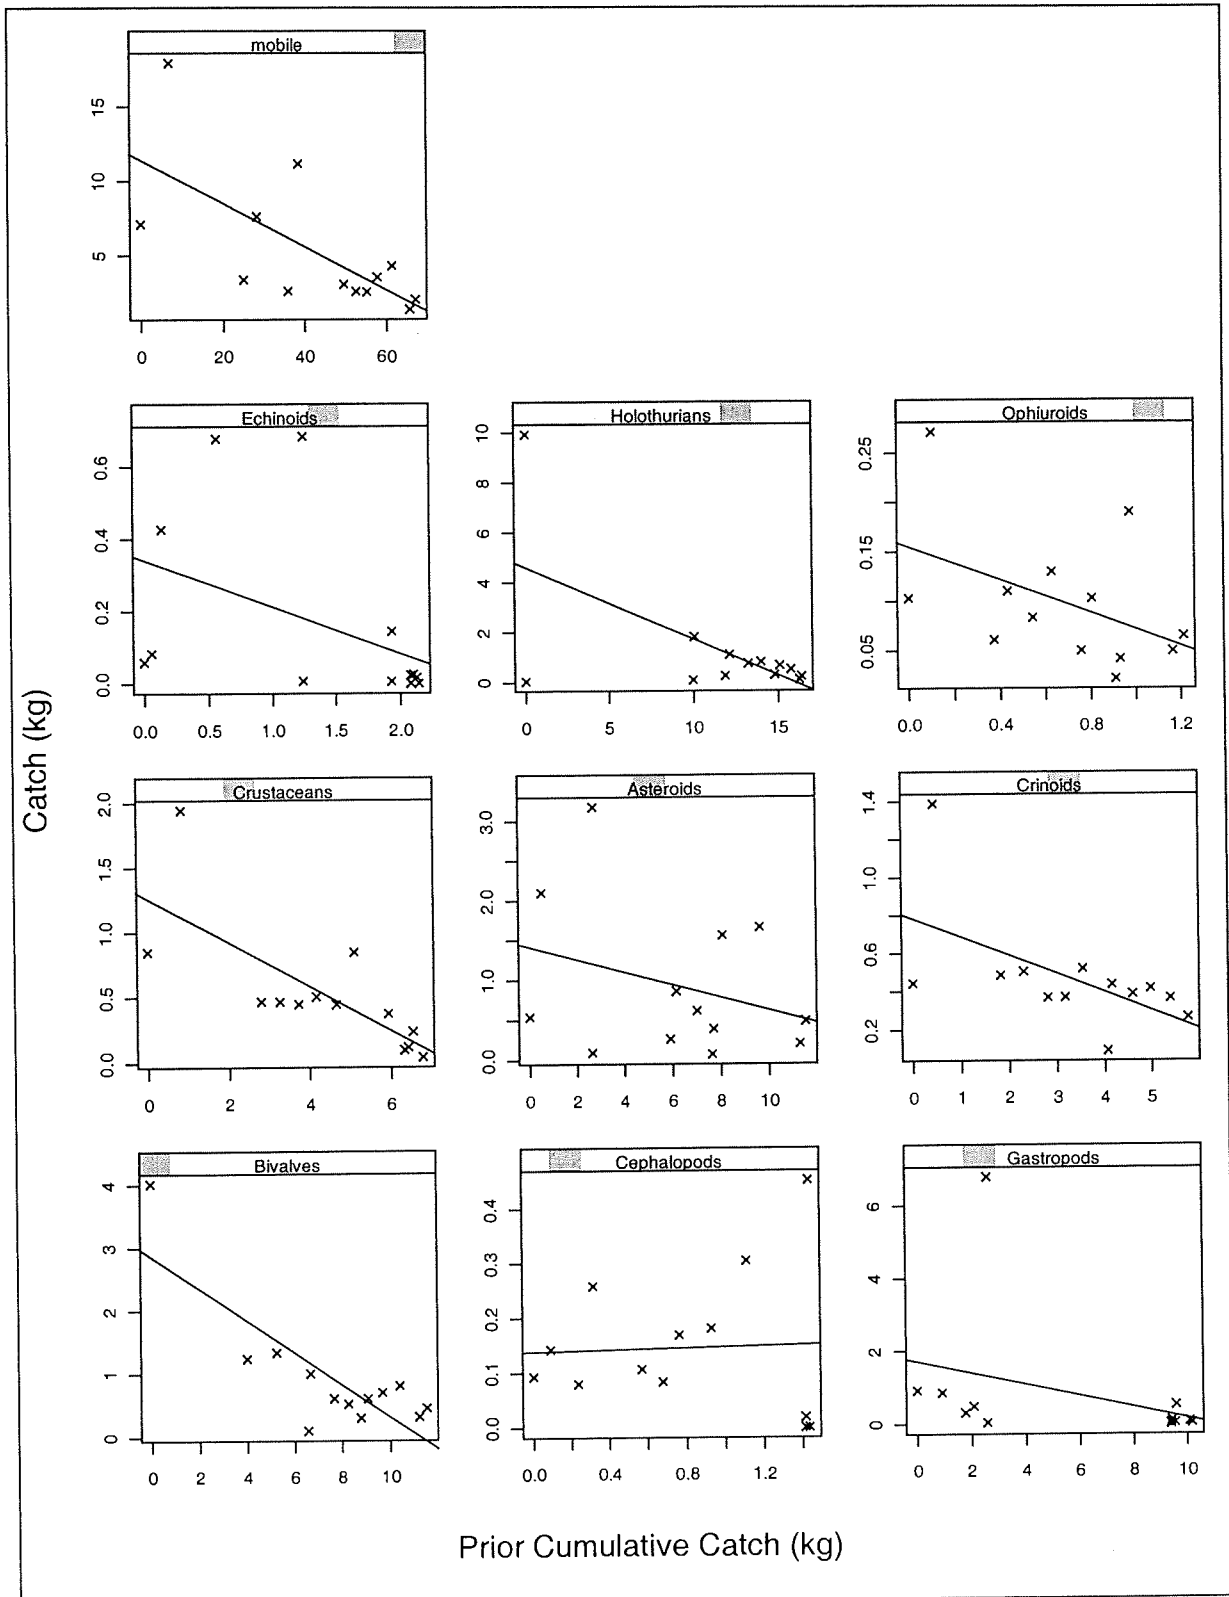 mobile
15
10
5
0 20 40 60
Echinoids
0.6
0.4
0.2
0.0
0.0 0.5 1.0 1.5 2.0
Holothurians
10
8
6
4
2
0
0 5 10 15
Ophiuroids
0.25
0.15
0.05
0.0 0.4 0.8 1.2
Crustaceans
2.0
1.5
1.0
0.5
0.0
0 2 4 6
Asteroids
3.0
2.0
1.0
0.0
0 2 4 6 8 10
Crinoids
1.4
1.0
0.6
0.2
0 1 2 3 4 5
Bivalves
4
3
2
1
0
0 2 4 6 8 10
Cephalopods
0.4
0.3
0.2
0.1
0.0
0.0 0.4 0.8 1.2
Gastropods
6
4
2
0
0 2 4 6 8 10
Catch (kg)
Prior Cumulative Catch (kg)